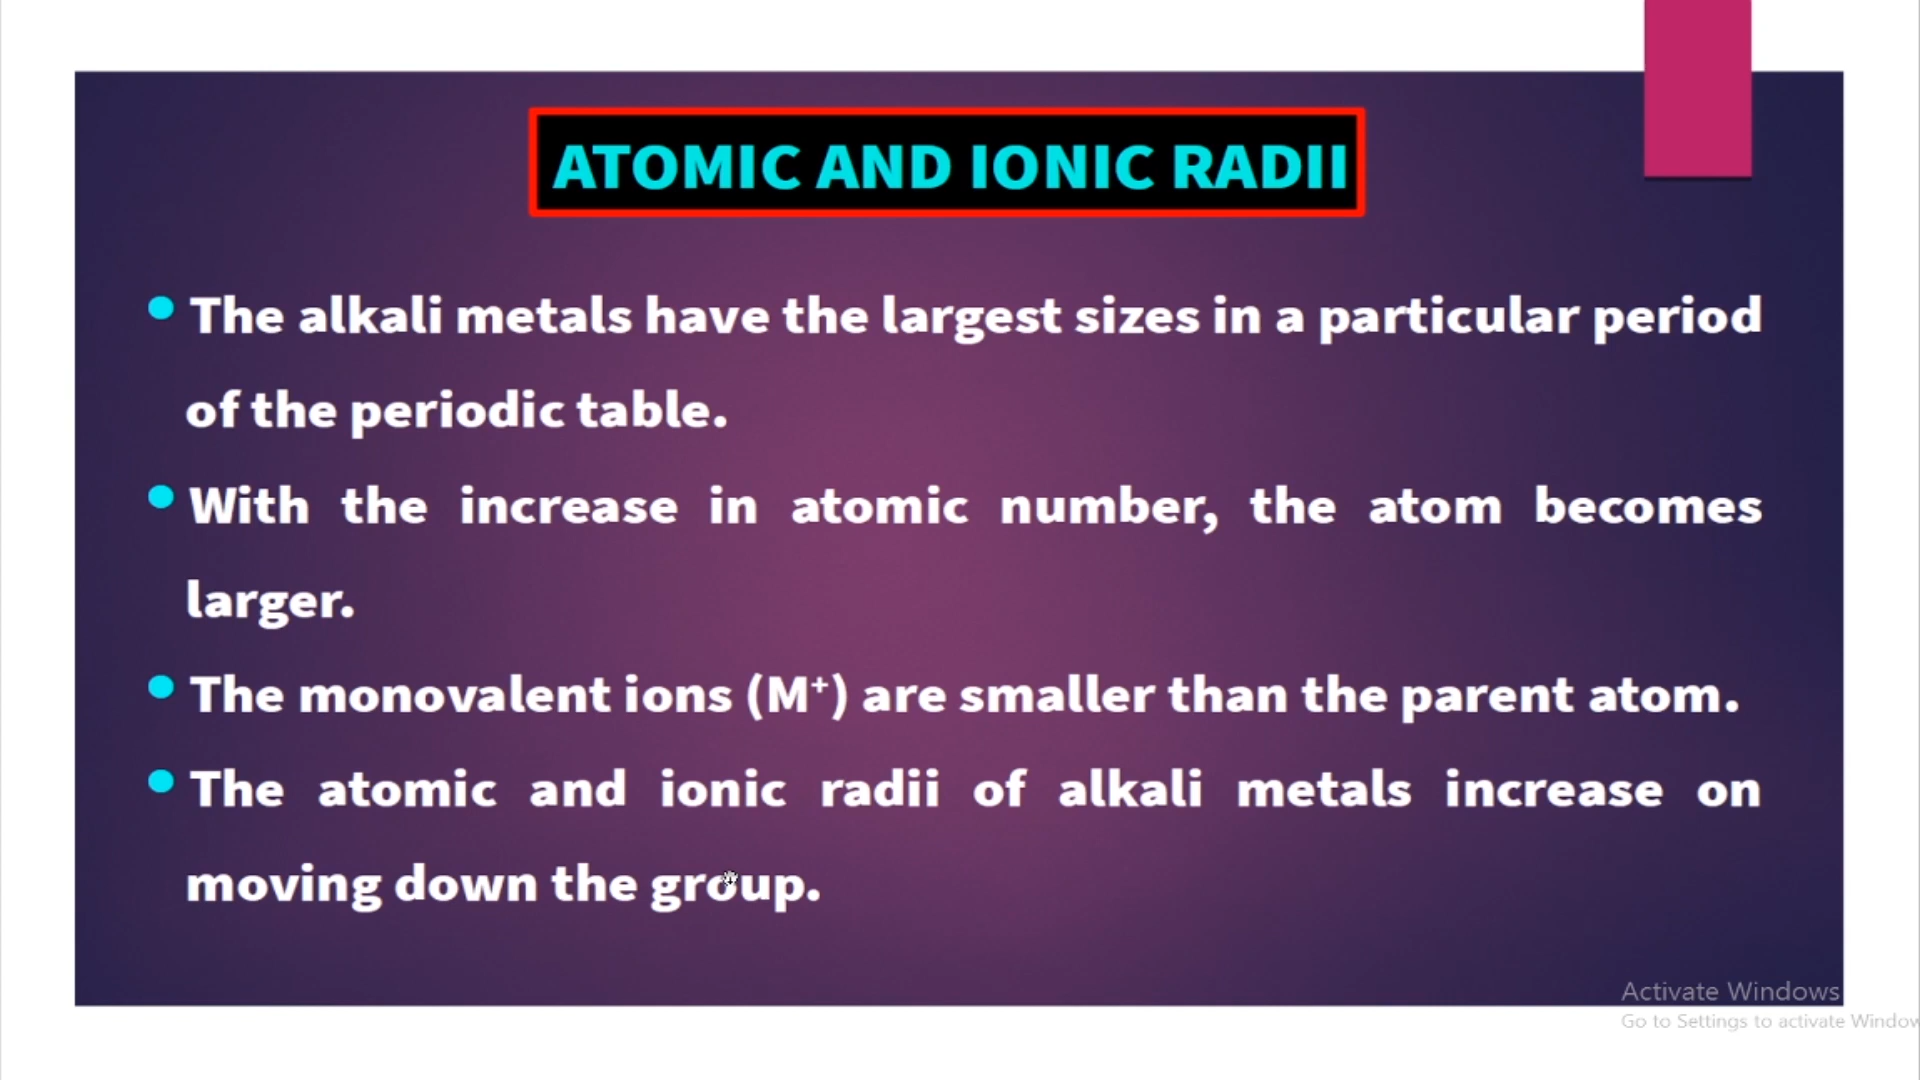 ATOMIC AND IONIC RADII
The alkali metals have the largest sizes in a particular period
of the periodic table.
With the increase in atomic number, the atom becomes
larger.
The monovalent ions (M⁺) are smaller than the parent atom.
The atomic and ionic radii of alkali metals increase on
moving down the group.
Activate Windows
Go to Settings to activate Window